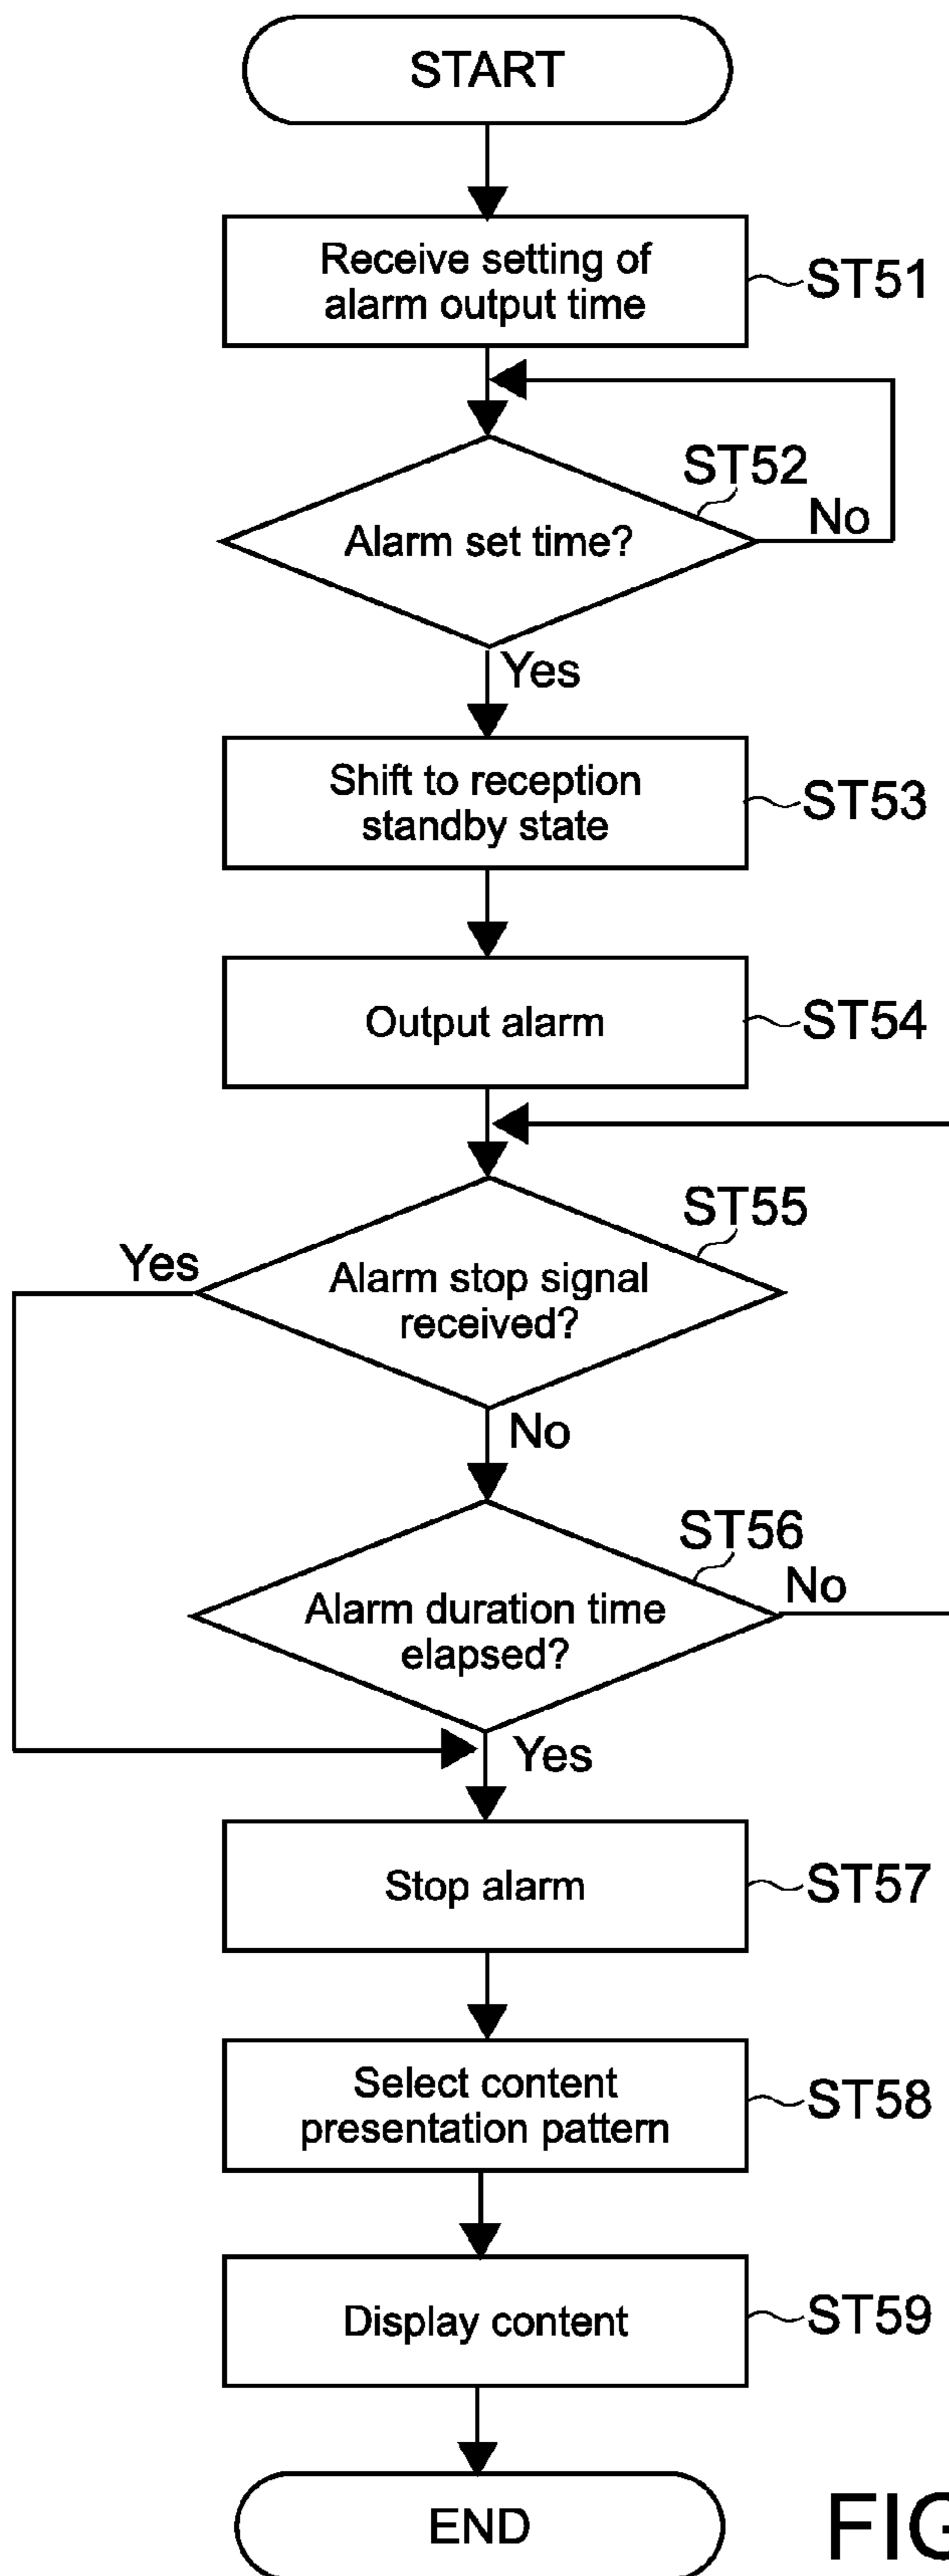 START
Receive setting of
alarm output time
ST51
ST52
Alarm set time?
No
Yes
Shift to reception
standby state
ST53
Output alarm
ST54
ST55
Yes
Alarm stop signal
received?
No
ST56
No
Alarm duration time
elapsed?
Yes
Stop alarm
ST57
Select content
presentation pattern
ST58
Display content
ST59
END